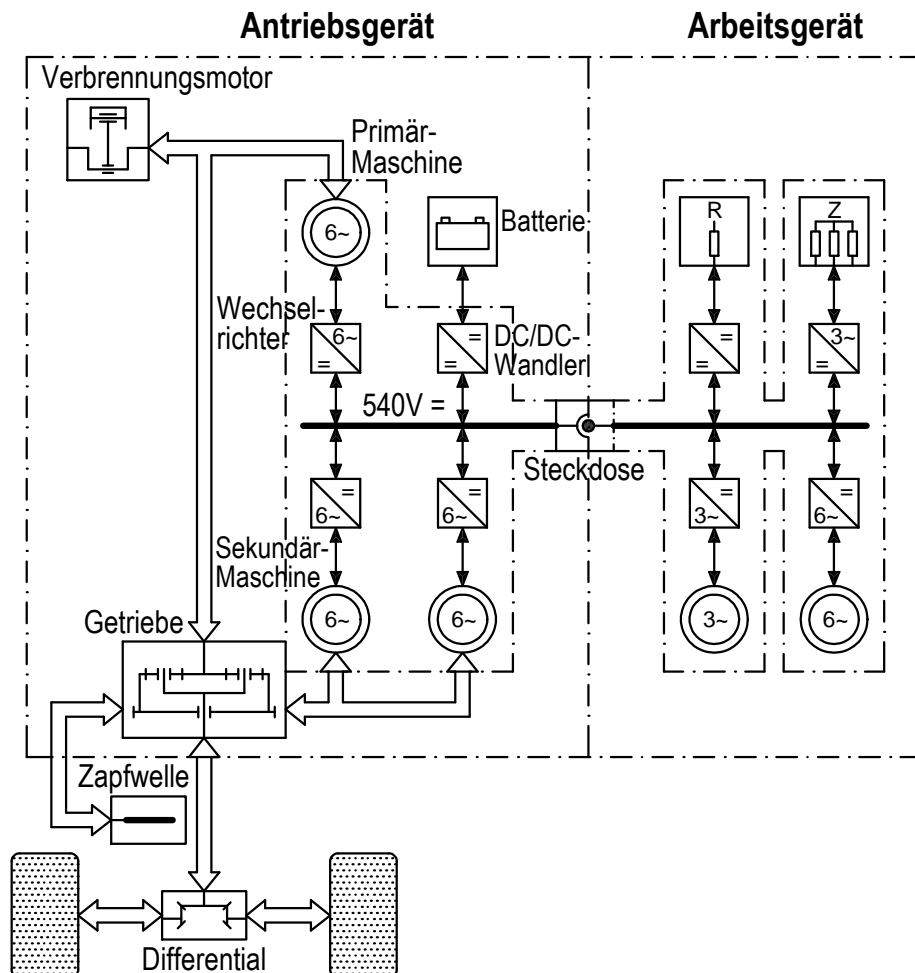 Antriebsgerät
Arbeitsgerät
Verbrennungsmotor
Primär-
Maschine
6~
Batterie
R
Z
Wechsel-
richter
6~
=
=
=
DC/DC-
Wandler
=
=
3~
=
540V =
Steckdose
=
6~
=
6~
=
3~
=
6~
Sekundär-
Maschine
6~
6~
3~
6~
Getriebe
Zapfwelle
Differential